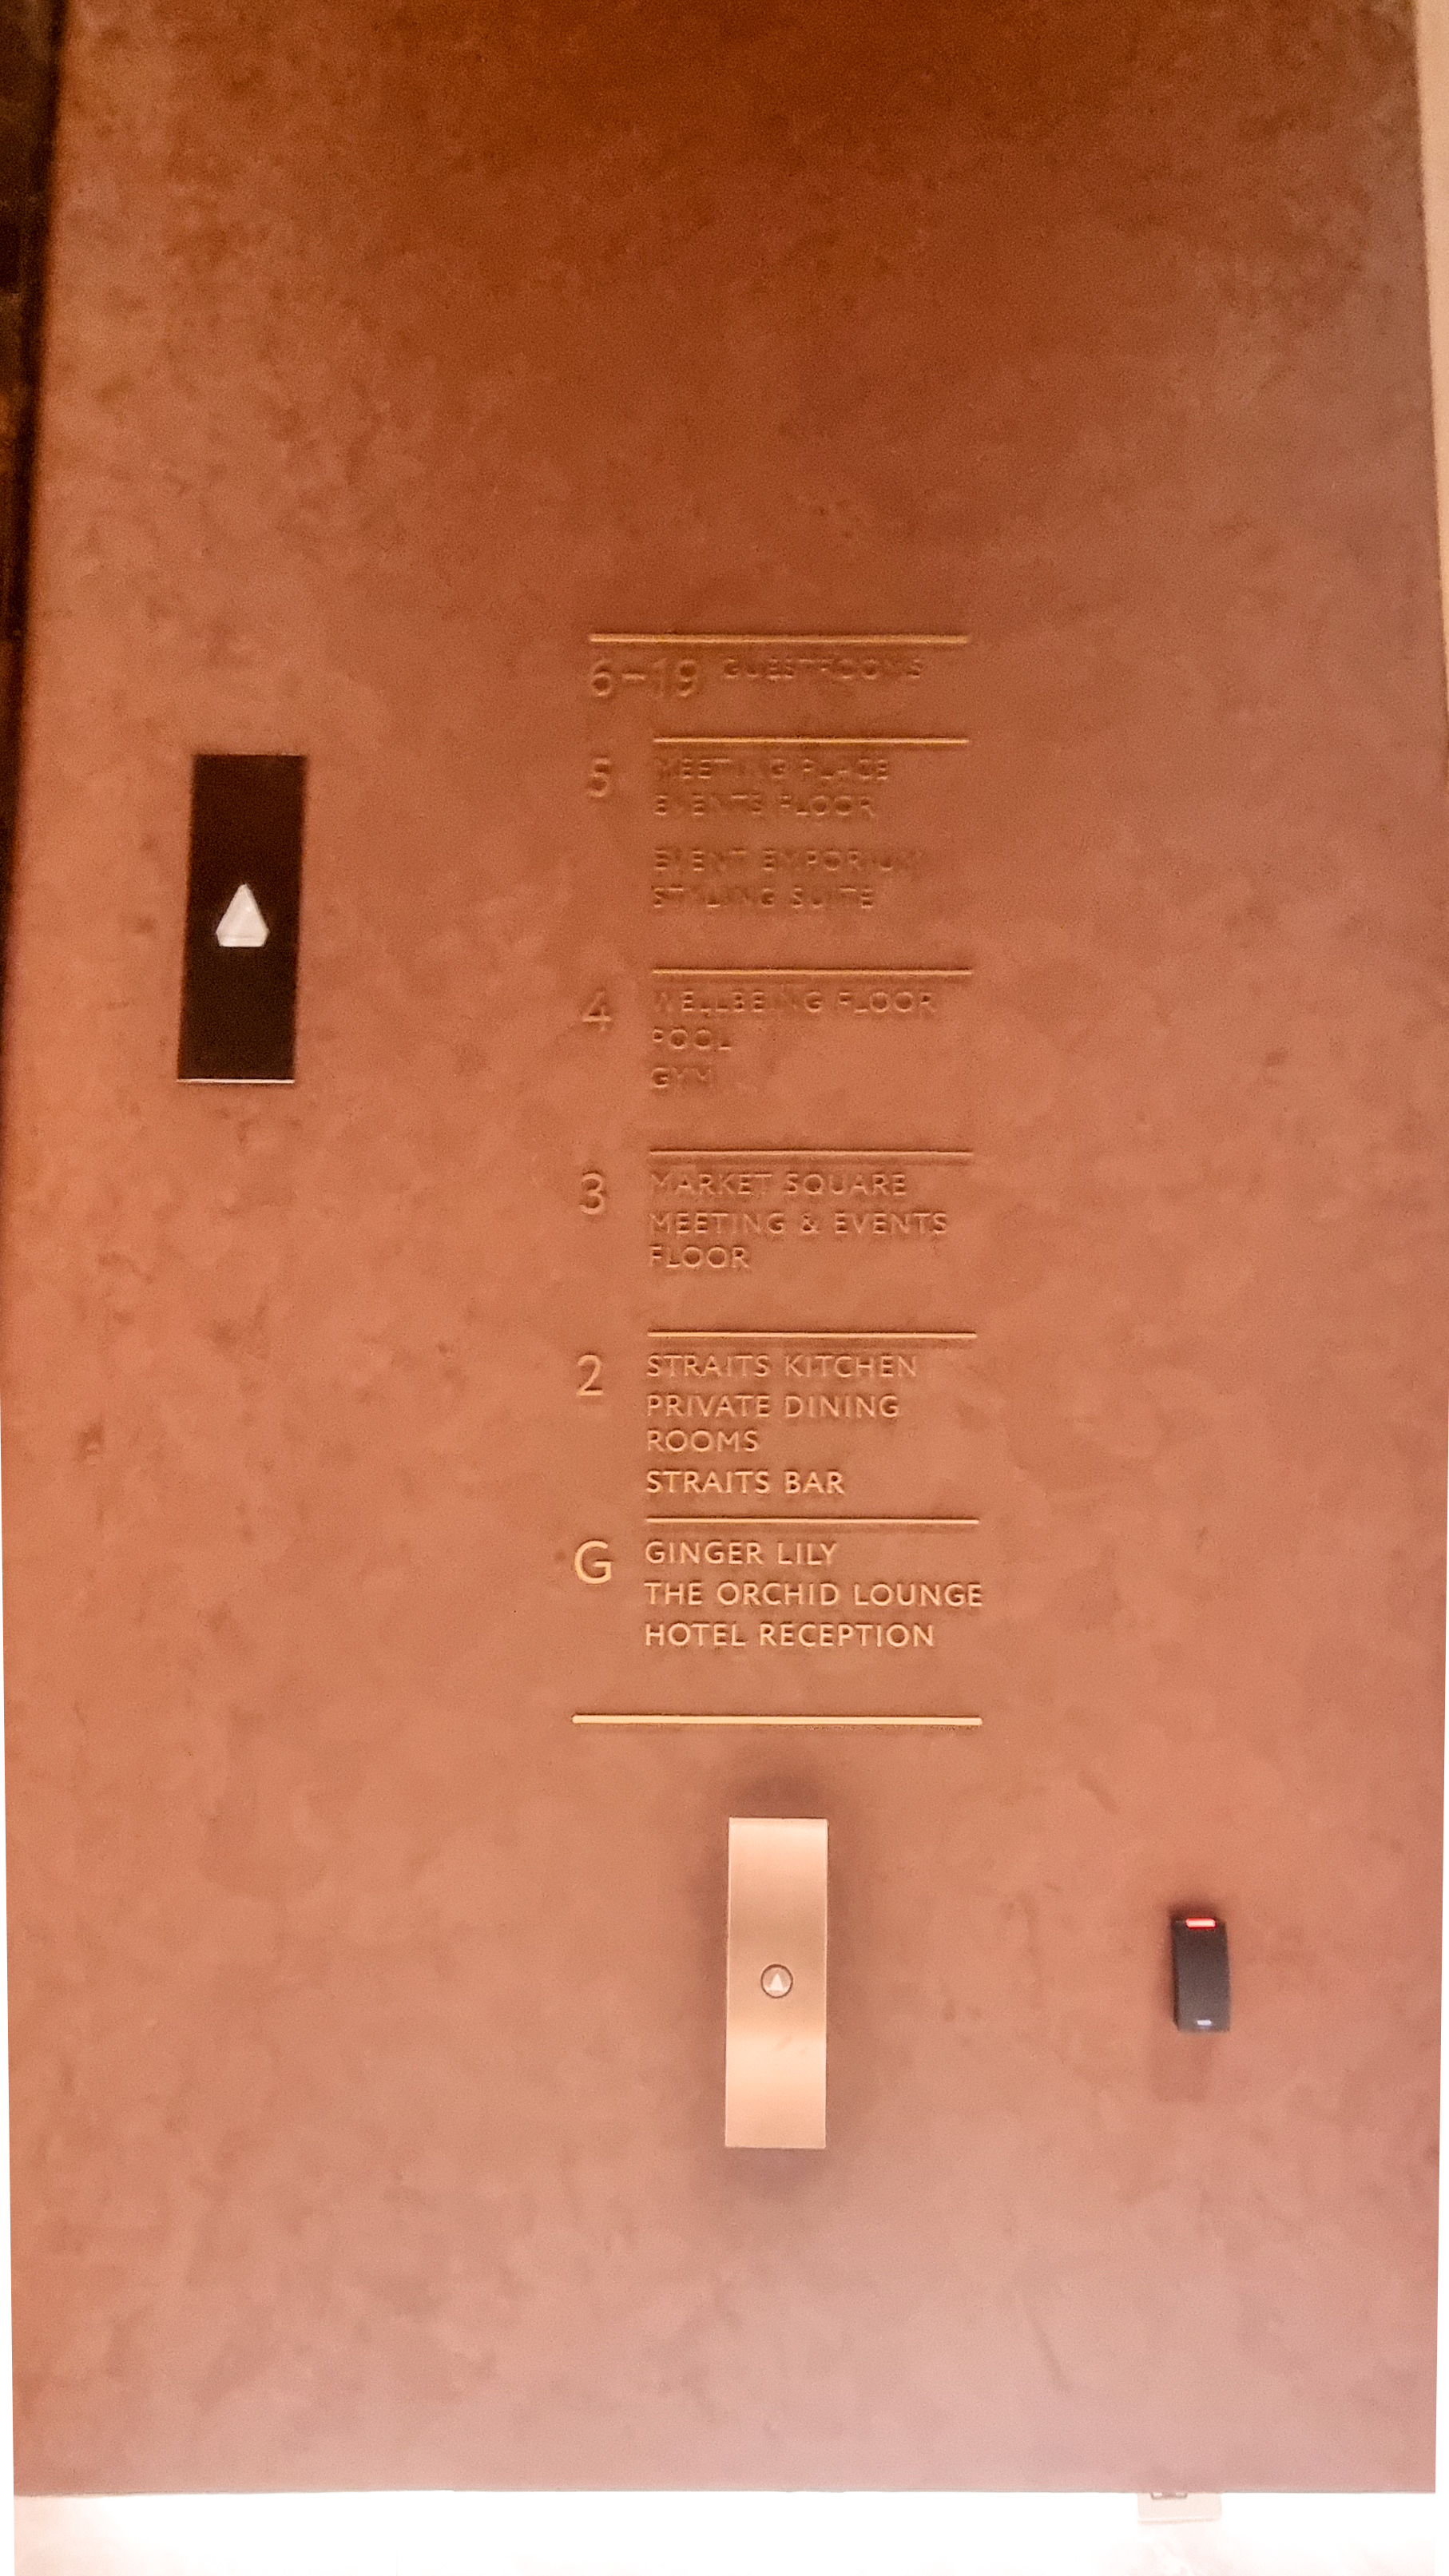 6-19 GUESTROOMS
5 MEETING PLACE
EVENTS FLOOR
EVENT EMPORIUM
STYLING SUITE
4 WELLBEING FLOOR
POOL
GYM
3 MARKET SQUARE
MEETING & EVENTS
FLOOR
2 STRAITS KITCHEN
PRIVATE DINING
ROOMS
STRAITS BAR
G GINGER LILY
THE ORCHID LOUNGE
HOTEL RECEPTION